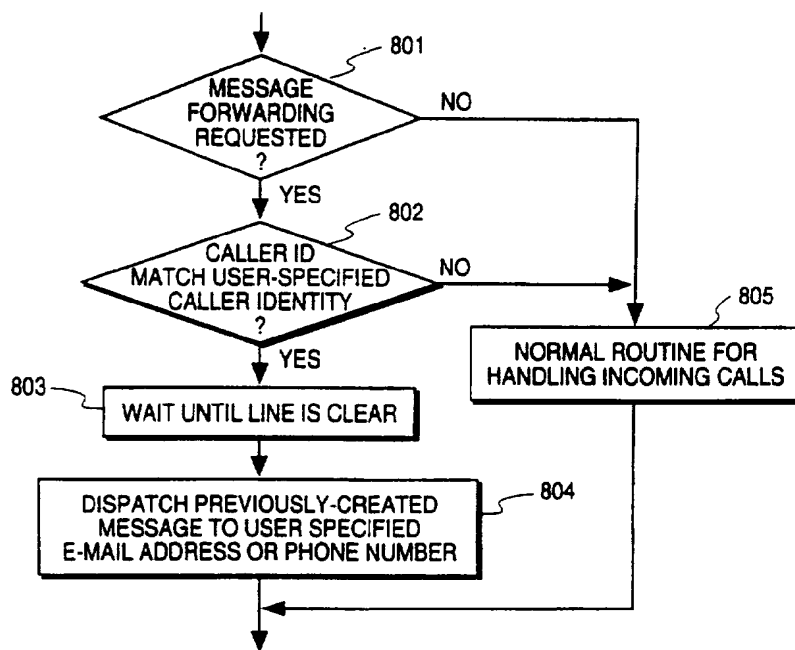 801
MESSAGE
FORWARDING
REQUESTED
?
NO
YES
802
CALLER ID
MATCH USER-SPECIFIED
CALLER IDENTITY
?
NO
YES
805
NORMAL ROUTINE FOR
HANDLING INCOMING CALLS
803
WAIT UNTIL LINE IS CLEAR
804
DISPATCH PREVIOUSLY-CREATED
MESSAGE TO USER SPECIFIED
E-MAIL ADDRESS OR PHONE NUMBER